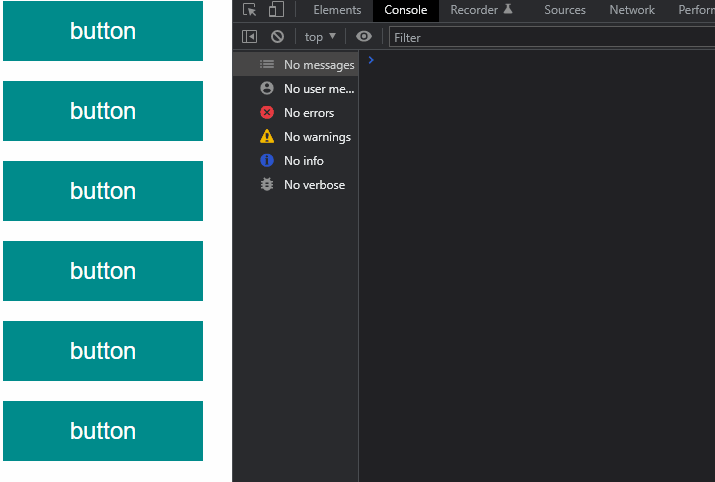 button
button
button
button
button
button
Elements Console Recorder Sources Network Perform
top Filter
No messages
No user me...
No errors
No warnings
No info
No verbose